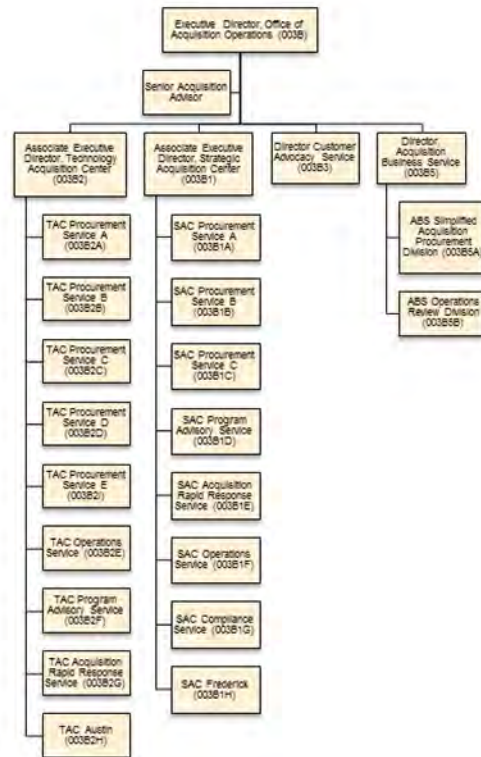 Executive Director, Office of
Acquisition Operations (003B)
Senior Acquisition
Advisor
Associate Executive
Director, Technology
Acquisition Center
(003B2)
Associate Executive
Director, Strategic
Acquisition Center
(003B1)
Director Customer
Advocacy Service
(003B3)
Director,
Acquisition
Business Service
(003B5)
TAC Procurement
Service A
(003B2A)
TAC Procurement
Service B
(003B2B)
TAC Procurement
Service C
(003B2C)
TAC Procurement
Service D
(003B2D)
TAC Procurement
Service E
(003B2I)
TAC Operations
Service (003B2E)
TAC Program
Advisory Service
(003B2F)
TAC Acquisition
Rapid Response
Service (003B2G)
TAC Austin
(003B2H)
SAC Procurement
Service A
(003B1A)
SAC Procurement
Service B
(003B1B)
SAC Procurement
Service C
(003B1C)
SAC Program
Advisory Service
(003B1D)
SAC Acquisition
Rapid Response
Service (003B1E)
SAC Operations
Service (003B1F)
SAC Compliance
Service (003B1G)
SAC Frederick
(003B1H)
ABS Simplified
Acquisition
Procurement
Division (003B5A)
ABS Operations
Review Division
(003B5B)